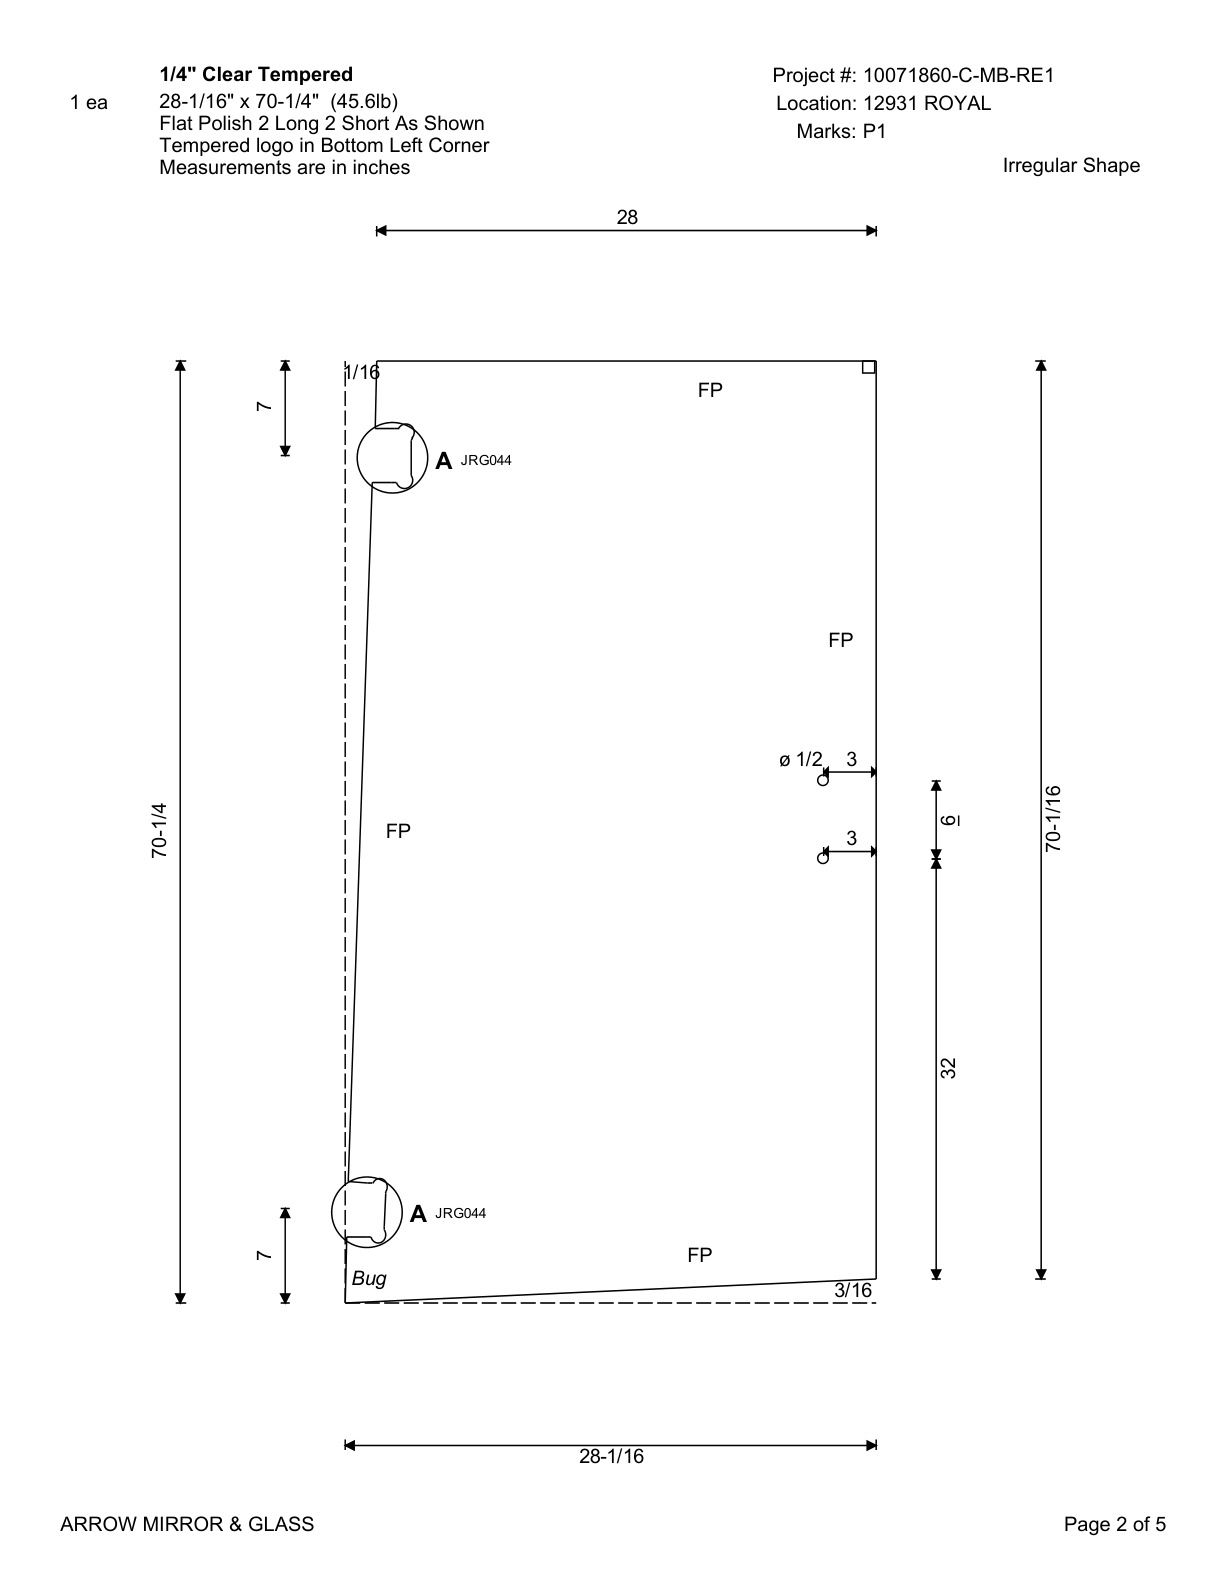 1/4" Clear Tempered
Project #: 10071860-C-MB-RE1
1 ea
28-1/16" x 70-1/4" (45.6lb)
Location: 12931 ROYAL
Flat Polish 2 Long 2 Short As Shown
Marks: P1
Tempered logo in Bottom Left Corner
Measurements are in inches
Irregular Shape
28
1/16
FP
7
A JRG044
FP
ø 1/2
3
6
70-1/4
FP
3
70-1/16
32
A JRG044
7
FP
Bug
3/16
28-1/16
ARROW MIRROR & GLASS
Page 2 of 5